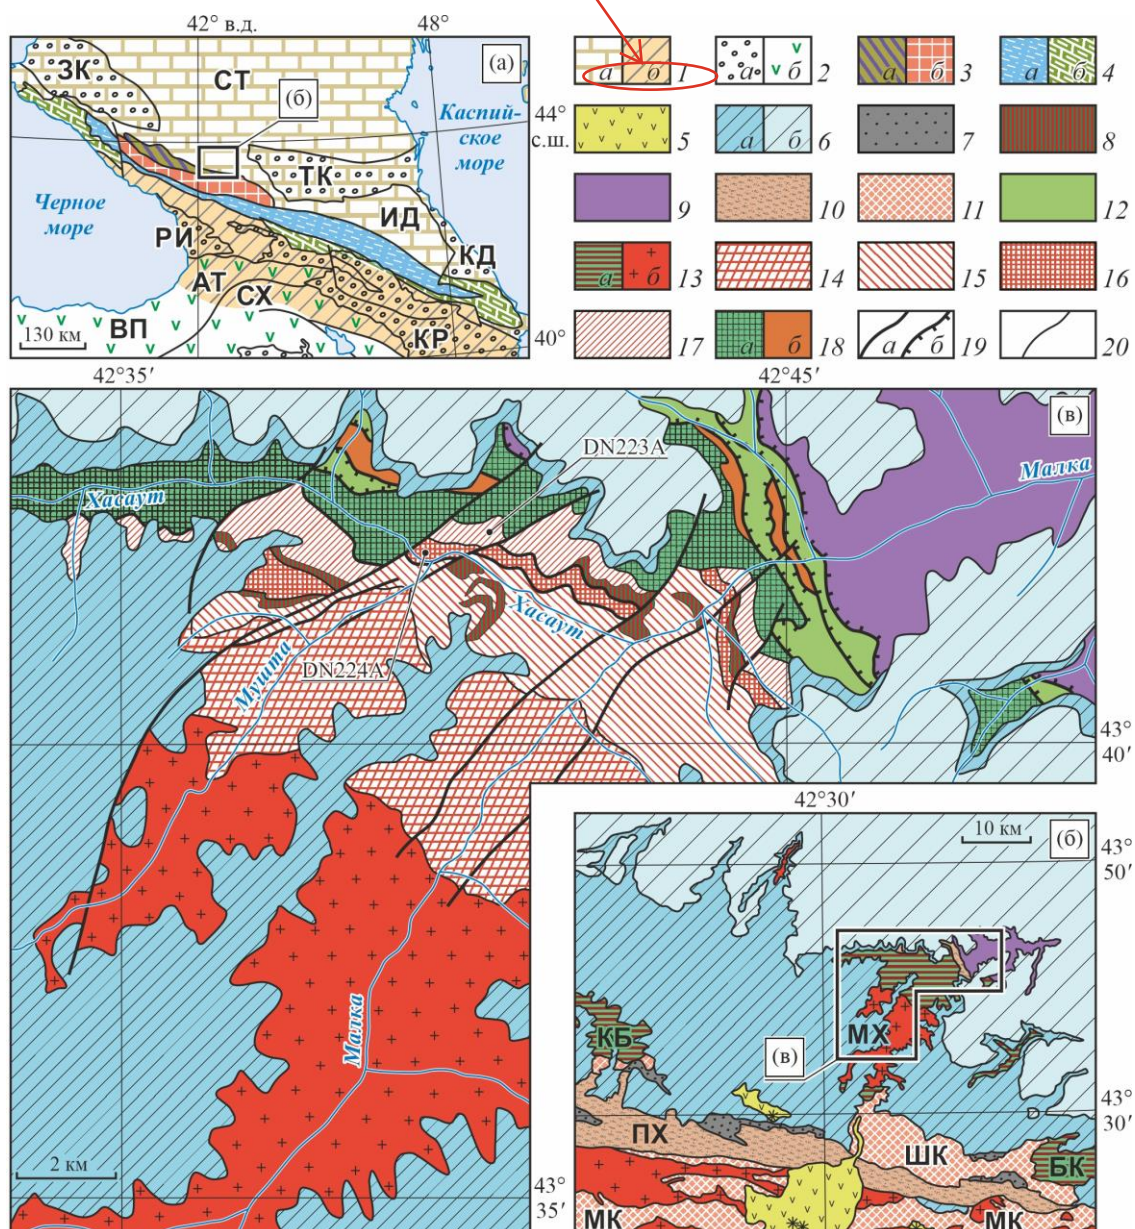 42° в.д.
48°
(а)
ЗК
СТ
(б)
Каспий-
ское
море
44°
с.ш.
ТК
Черное
море
ИД
РИ
КД
АТ
СХ
ВП
КР
130 км
40°
а б 1
а б 2
а б 3
а б 4
5
а б 6
7
8
9
10
11
12
а б 13
14
15
16
17
а б 18
а б 19
20
42°35′
42°45′
(в)
DN223A
Малка
Хасаут
Хасаут
Мушта
DN224A
43°
40′
Малка
2 км
43°
35′
42°30′
10 км
(б)
43°
50′
КБ
МХ
(в)
43°
30′
ПХ
ШК
БК
МК
МК